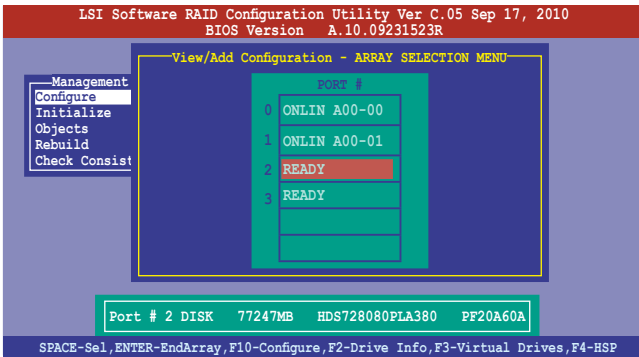 LSI Software RAID Configuration Utility Ver C.05 Sep 17, 2010
BIOS Version A.10.09231523R
View/Add Configuration - ARRAY SELECTION MENU
Management
Configure
Initialize
Objects
Rebuild
Check Consist
PORT #
0 ONLIN A00-00
1 ONLIN A00-01
2 READY
3 READY
Port # 2 DISK 77247MB HDS728080PLA380 PF20A60A
SPACE-Sel,ENTER-EndArray,F10-Configure,F2-Drive Info,F3-Virtual Drives,F4-HSP